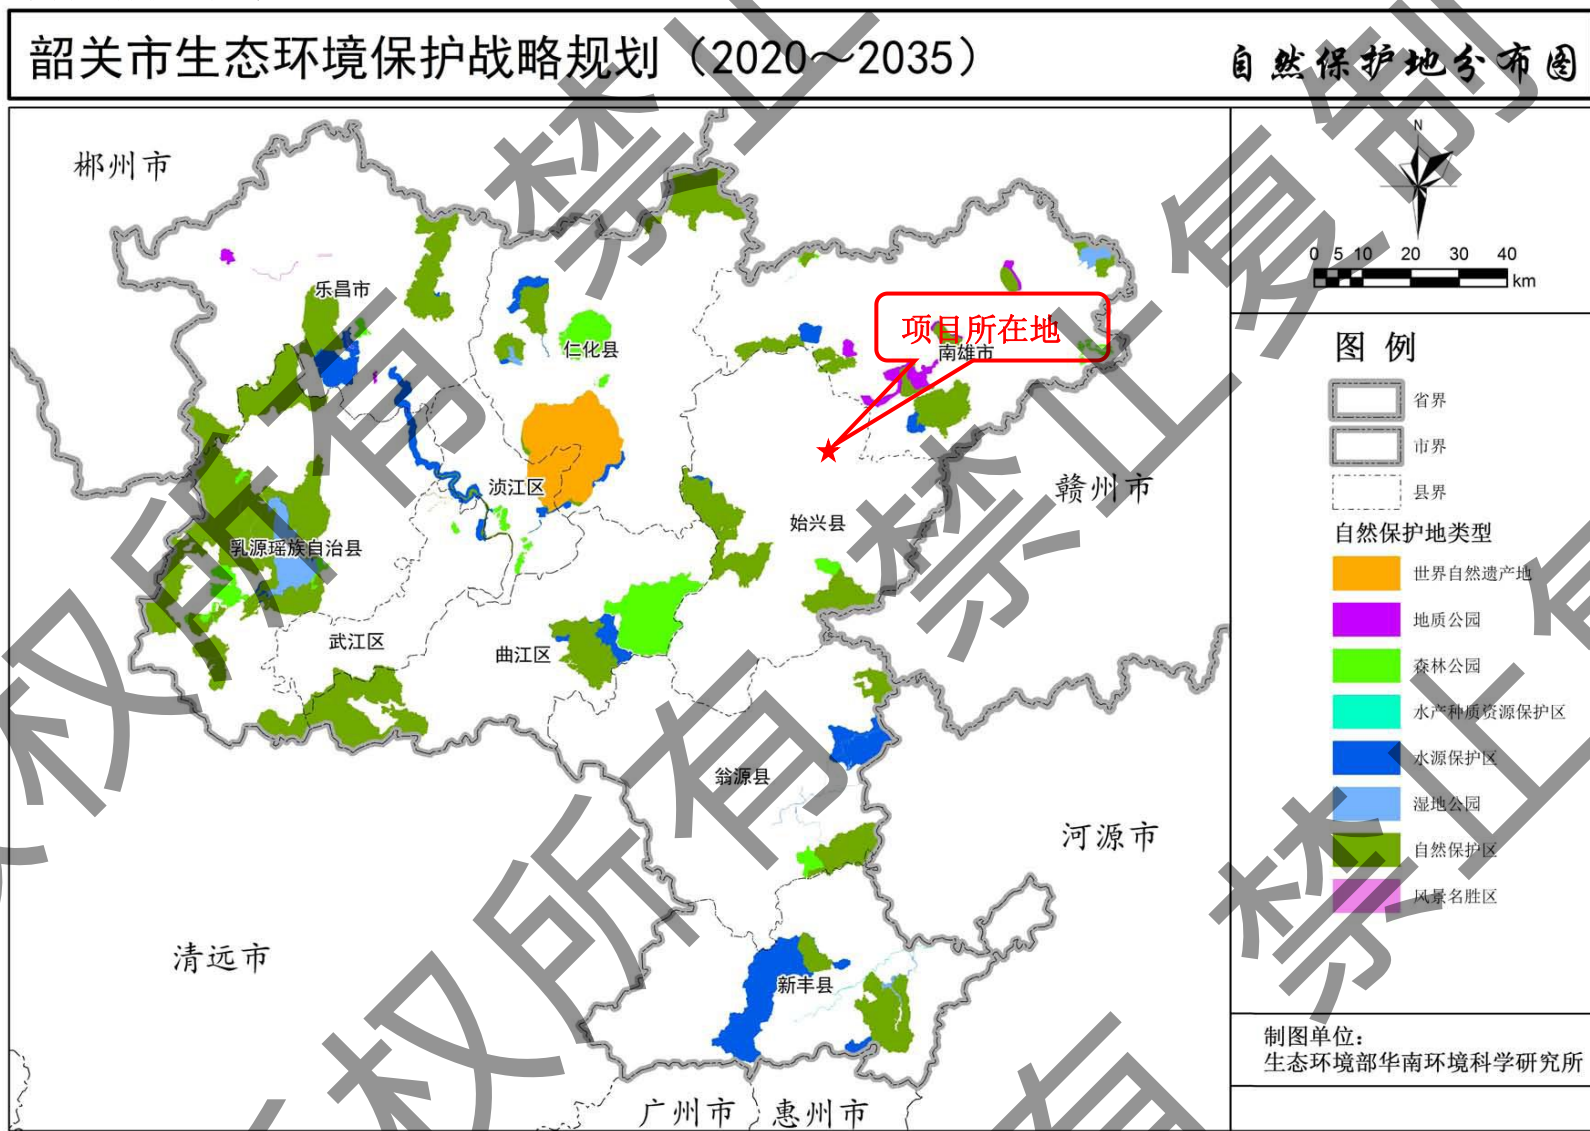 韶关市生态环境保护战略规划（2020～2035）
自然保护地分布图
郴州市
N
0 5 10 20 30 40
km
乐昌市
项目所在地
仁化县
南雄市
图 例
省界
市界
县界
赣州市
浈江区
始兴县
自然保护地类型
乳源瑶族自治县
世界自然遗产地
地质公园
武江区
曲江区
森林公园
水产种质资源保护区
水源保护区
翁源县
湿地公园
河源市
自然保护区
风景名胜区
清远市
新丰县
制图单位：
生态环境部华南环境科学研究所
广州市
惠州市
版权所有 禁止复制
版权所有 禁止复制